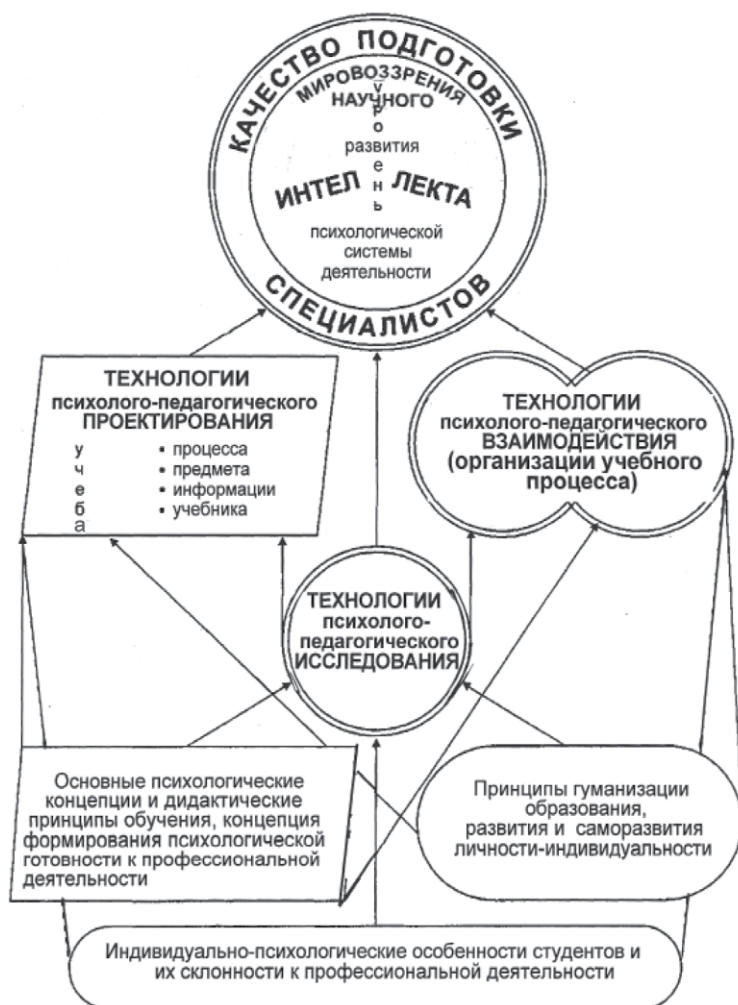 КАЧЕСТВО ПОДГОТОВКИ
СПЕЦИАЛИСТОВ
МИРОВОЗЗРЕНИЯ
НАУЧНОГО
уровень
развития
ИНТЕЛЛЕКТА
психологической
системы
деятельности
ТЕХНОЛОГИИ
психолого-педагогического
ПРОЕКТИРОВАНИЯ
у • процесса
ч • предмета
е • информации
б • учебника
а
ТЕХНОЛОГИИ
психолого-педагогического
ВЗАИМОДЕЙСТВИЯ
(организации учебного
процесса)
ТЕХНОЛОГИИ
психолого-
педагогического
ИССЛЕДОВАНИЯ
Основные психологические
концепции и дидактические
принципы обучения, концепция
формирования психологической
готовности к профессиональной
деятельности
Принципы гуманизации
образования,
развития и саморазвития
личности-индивидуальности
Индивидуально-психологические особенности студентов и
их склонности к профессиональной деятельности